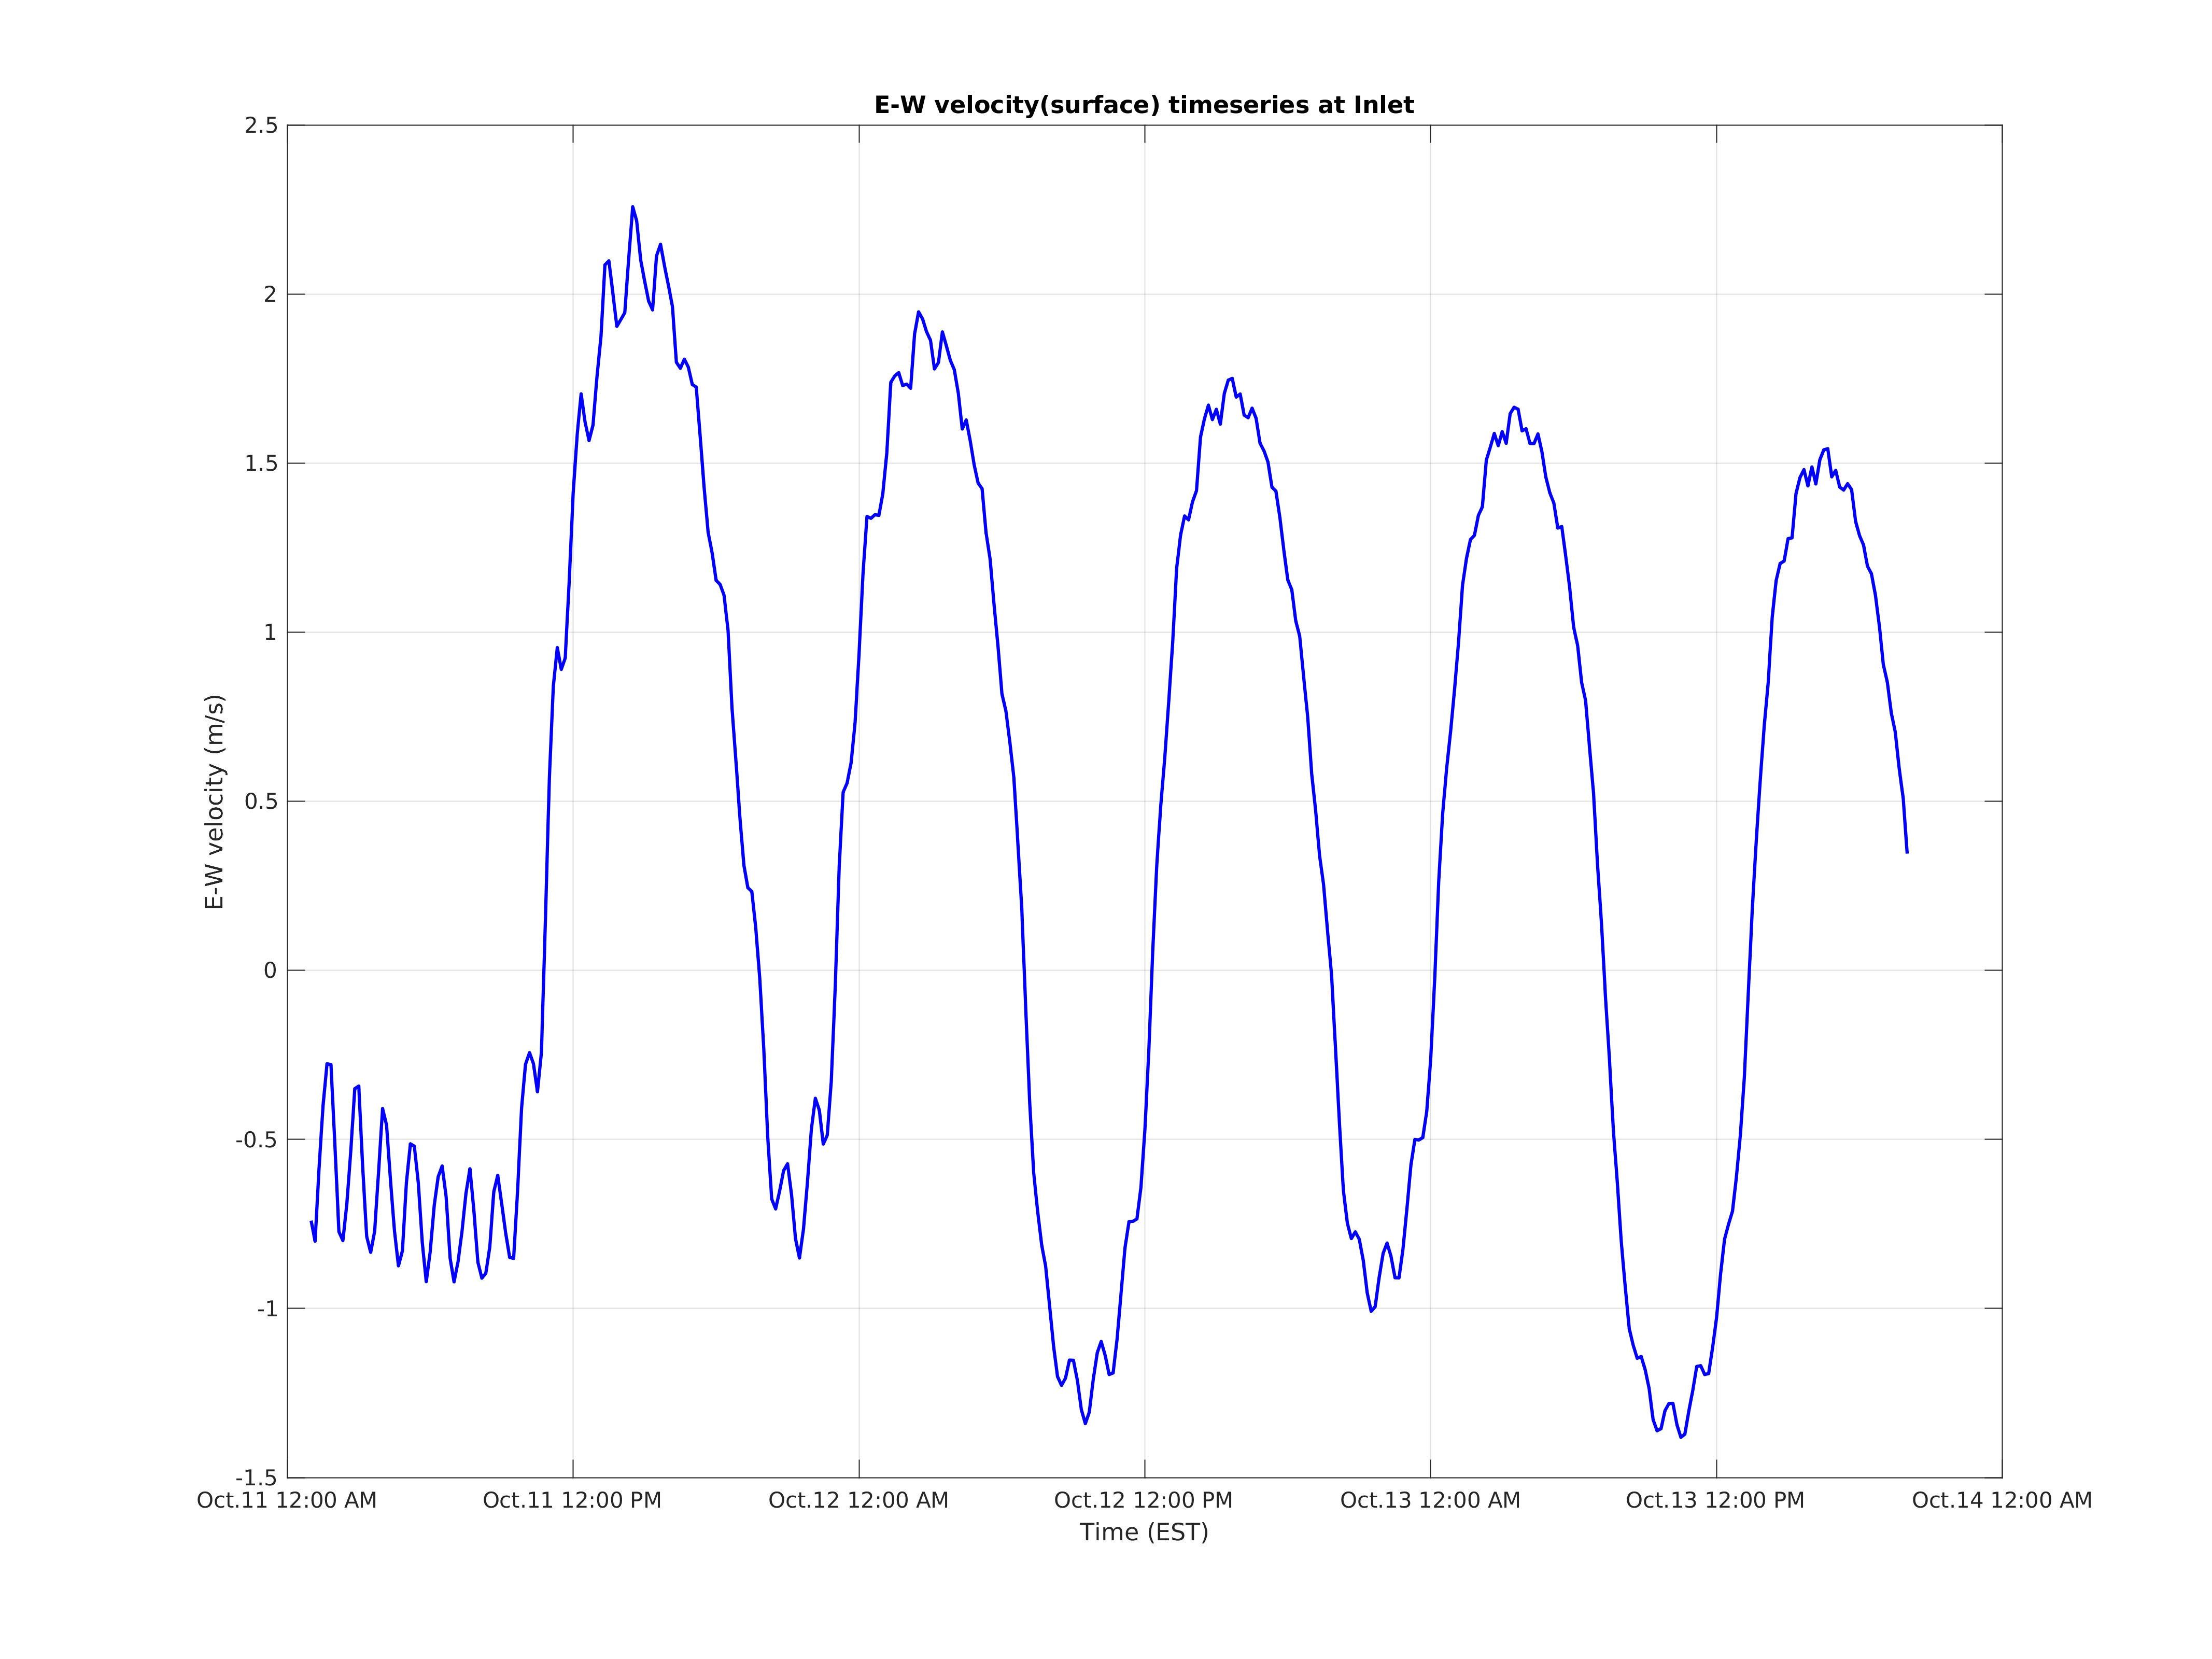 E-W velocity(surface) timeseries at Inlet
2.5
2
1.5
1
0.5
0
-0.5
-1
-1.5
E-W velocity (m/s)
Oct.11 12:00 AM Oct.11 12:00 PM Oct.12 12:00 AM Oct.12 12:00 PM Oct.13 12:00 AM Oct.13 12:00 PM Oct.14 12:00 AM
Time (EST)